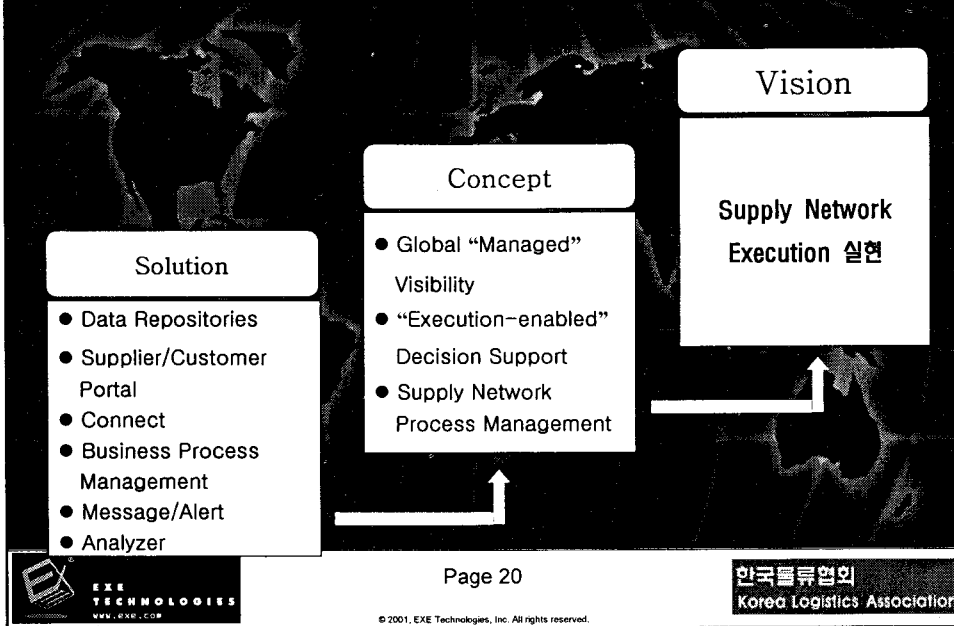 Solution
● Data Repositories
● Supplier/Customer
Portal
● Connect
● Business Process
Management
● Message/Alert
● Analyzer
Concept
● Global “Managed”
Visibility
● “Execution-enabled”
Decision Support
● Supply Network
Process Management
Vision
Supply Network
Execution 실현
EXE
TECHNOLOGIES
www.exe.com
Page 20
© 2001, EXE Technologies, Inc. All rights reserved.
한국물류협회
Korea Logistics Association